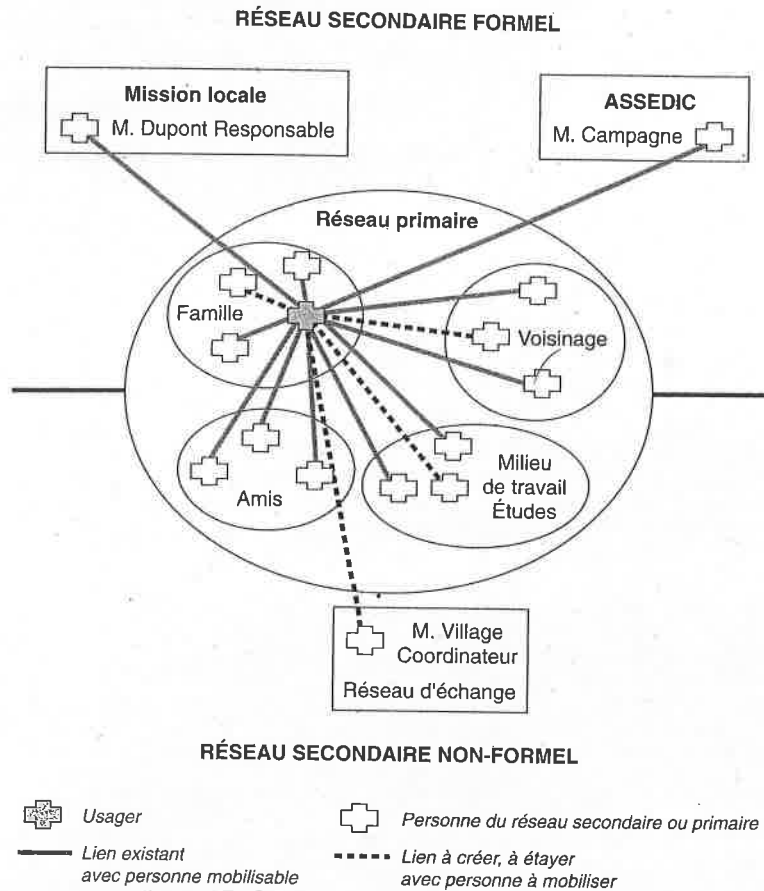 RÉSEAU SECONDAIRE FORMEL
Mission locale
M. Dupont Responsable
ASSEDIC
M. Campagne
Réseau primaire
Famille
Voisinage
Amis
Milieu
de travail
Études
M. Village
Coordinateur
Réseau d'échange
RÉSEAU SECONDAIRE NON-FORMEL
Usager
Personne du réseau secondaire ou primaire
Lien existant
avec personne mobilisable
Lien à créer, à étayer
avec personne à mobiliser